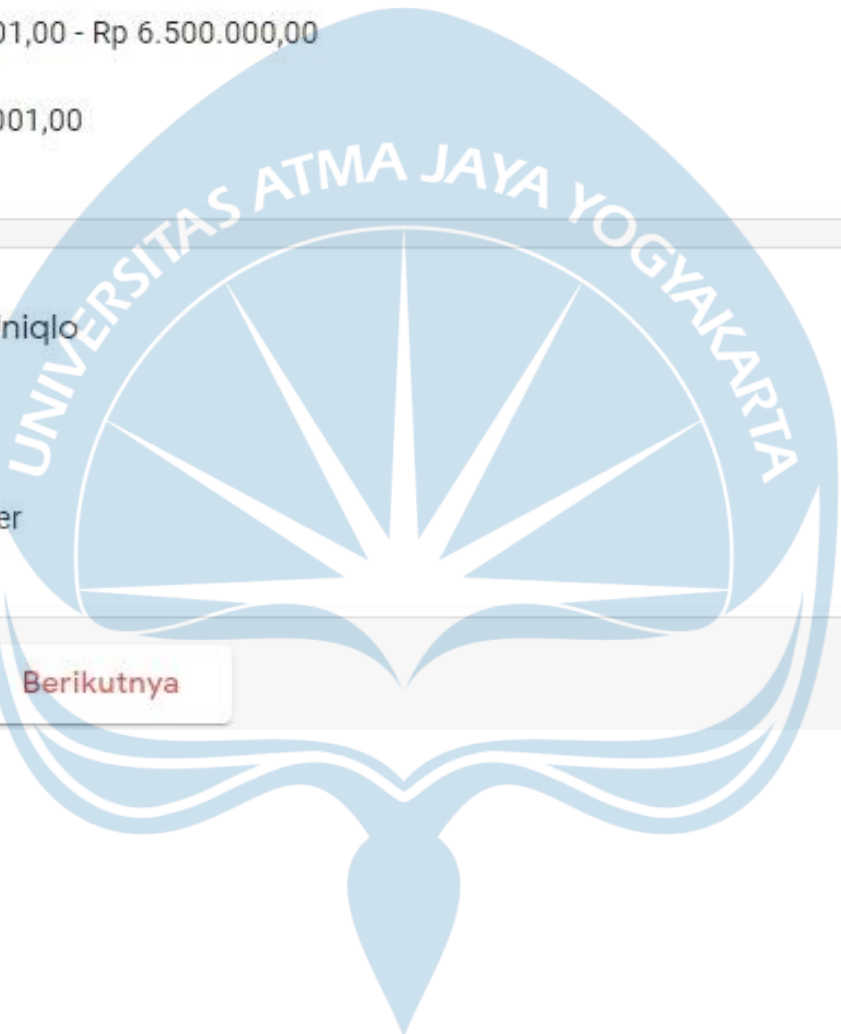 01,00 - Rp 6.500.000,00
001,00
UNIVERSITAS ATMA JAYA YOGYAKARTA
niqlo
er
Berikutnya